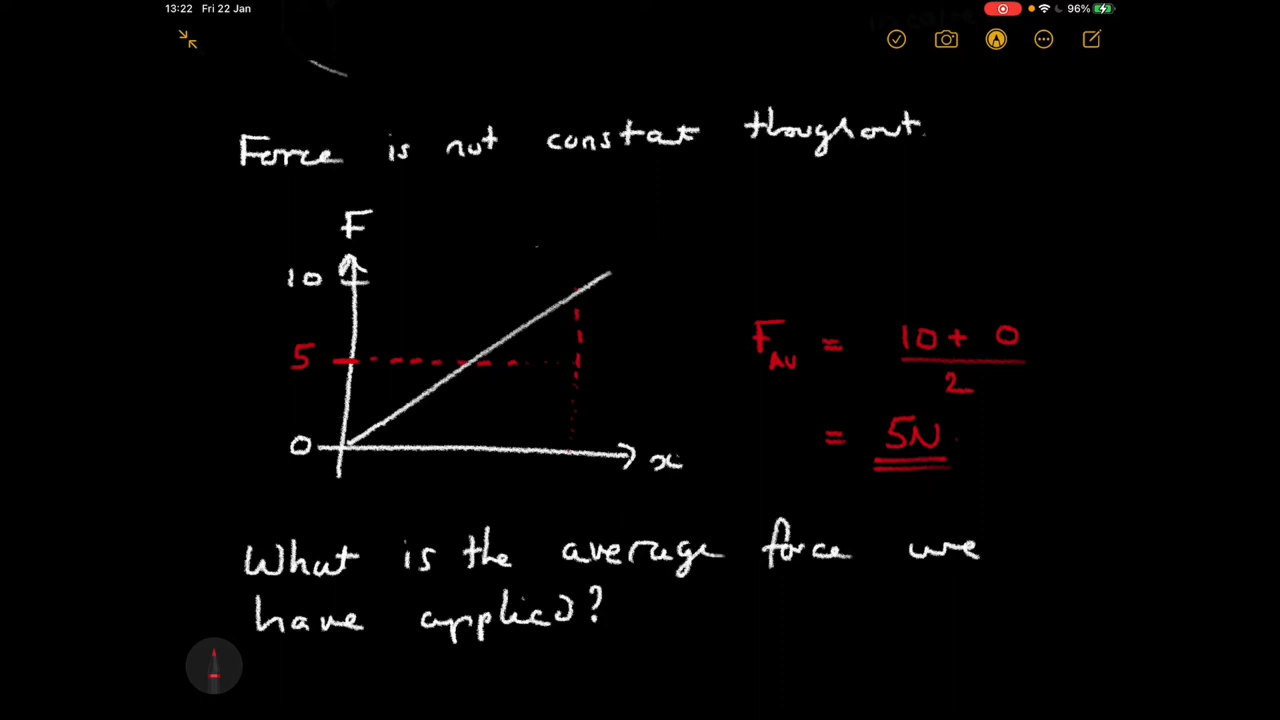 13:22 Fri 22 Jan
96%
Force is not constat thoughout.
F
10
5
0
x
F_AV = 10 + 0
2
= 5N
What is the average force we
have applied?